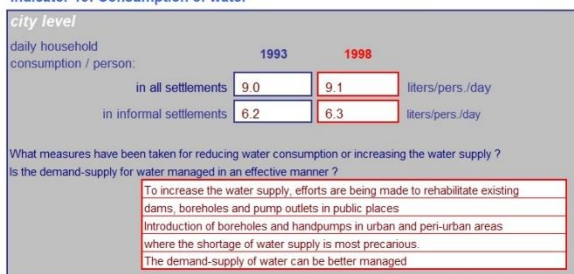 city level
daily household
consumption / person:
1993 1998
in all settlements 9.0 9.1 liters/pers./day
in informal settlements 6.2 6.3 liters/pers./day
What measures have been taken for reducing water consumption or increasing the water supply ?
Is the demand-supply for water managed in an effective manner ?
To increase the water supply, efforts are being made to rehabilitate existing
dams, boreholes and pump outlets in public places
Introduction of boreholes and handpumps in urban and peri-urban areas
where the shortage of water supply is most precarious.
The demand-supply of water can be better managed